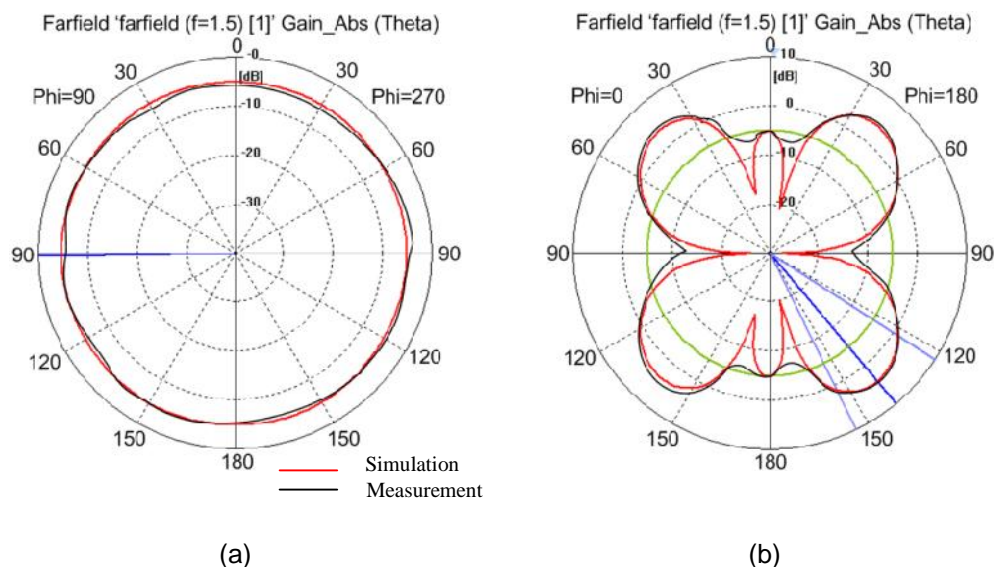 Farfield 'farfield (f=1.5) [1]' Gain_Abs (Theta)
0
30
30
-0
[dB]
Phi=90
Phi=270
-10
60
60
-20
-30
90
90
120
120
150
150
180
Farfield 'farfield (f=1.5) [1]' Gain_Abs (Theta)
0
30
30
10
[dB]
Phi=0
Phi=180
0
60
60
-10
-20
90
90
120
120
150
150
180
Simulation
Measurement
(a)
(b)